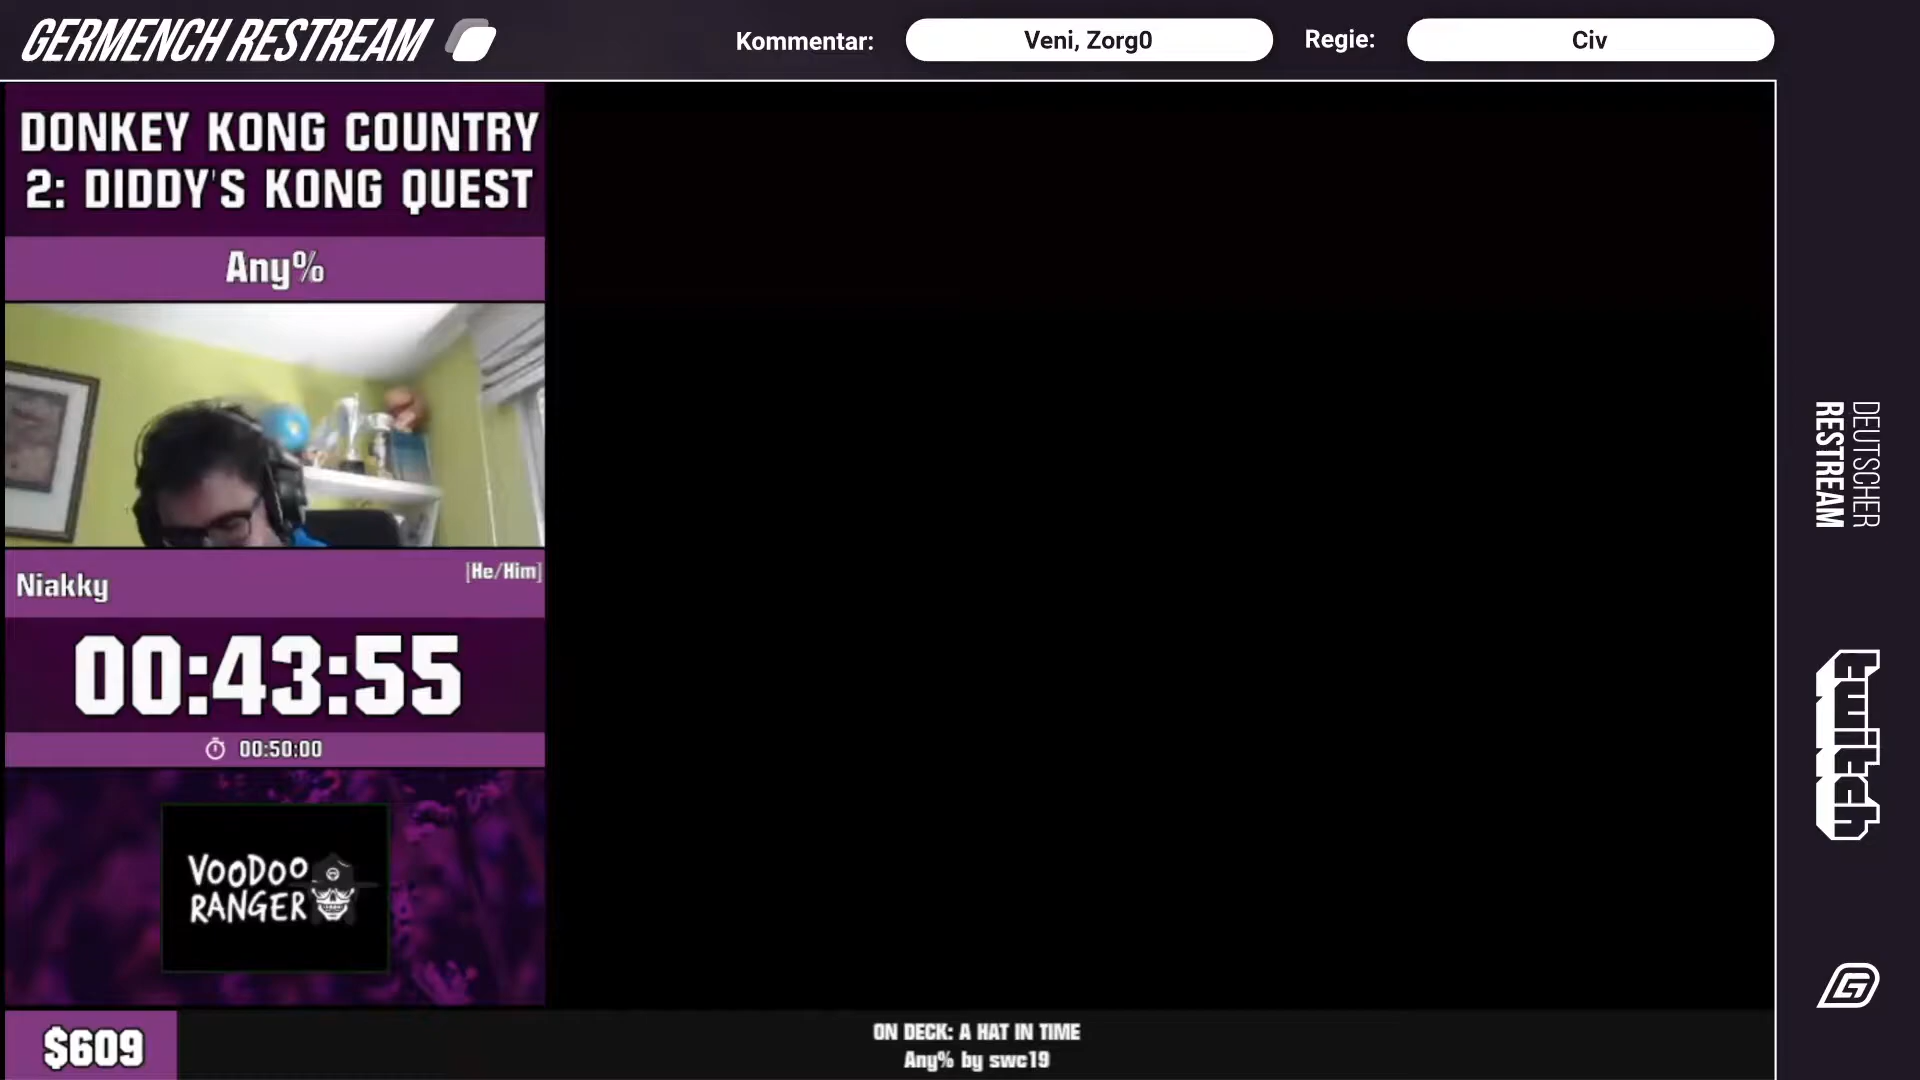 GERMENCH RESTREAM
Kommentar:
Veni, Zorg0
Regie:
Civ
DONKEY KONG COUNTRY
2: DIDDY'S KONG QUEST
Any%
Niakky
[He/Him]
00:43:55
00:50:00
VOODOO
RANGER
$609
ON DECK: A HAT IN TIME
Any% by swc19
DEUTSCHER
RESTREAM
twitch